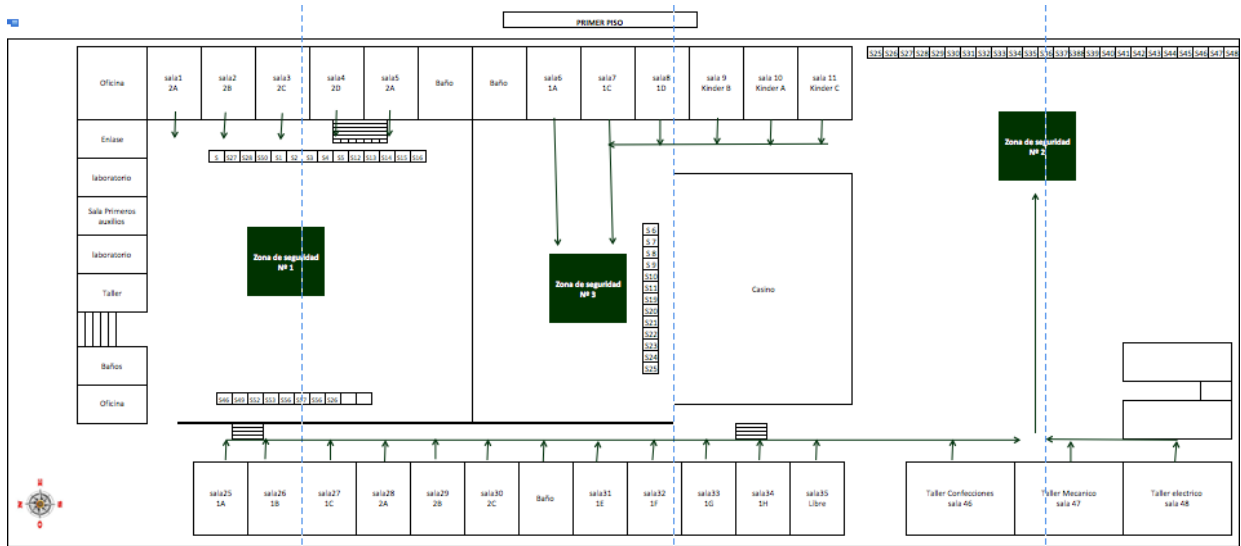 PRIMER PISO
S25 S26 S27 S28 S29 S30 S31 S32 S33 S34 S35 S36 S37 S38 S39 S40 S41 S42 S43 S44 S45 S46 S47 S48
Oficina
sala1
2A
sala2
2B
sala3
2C
sala4
2D
sala5
2A
Baño
Baño
sala6
1A
sala7
1C
sala8
1D
sala 9
Kinder B
sala 10
Kinder A
sala 11
Kinder C
Enlase
laboratorio
Sala Primeros
auxilios
laboratorio
Taller
Baños
Oficina
S S27 S28 S50 S1 S2 S3 S4 S5 S12 S13 S14 S15 S16
Zona de seguridad
Nº 1
Zona de seguridad
Nº 2
Zona de seguridad
Nº 3
S 6
S 7
S 8
S 9
S10
S11
S19
S20
S21
S22
S23
S24
S25
Casino
S46 S49 S52 S53 S56 S57 S56 S26
sala25
1A
sala26
1B
sala27
1C
sala28
2A
sala29
2B
sala30
2C
Baño
sala31
1E
sala32
1F
sala33
1G
sala34
1H
sala35
Libre
Taller Confecciones
sala 46
Taller Mecanico
sala 47
Taller electrico
sala 48